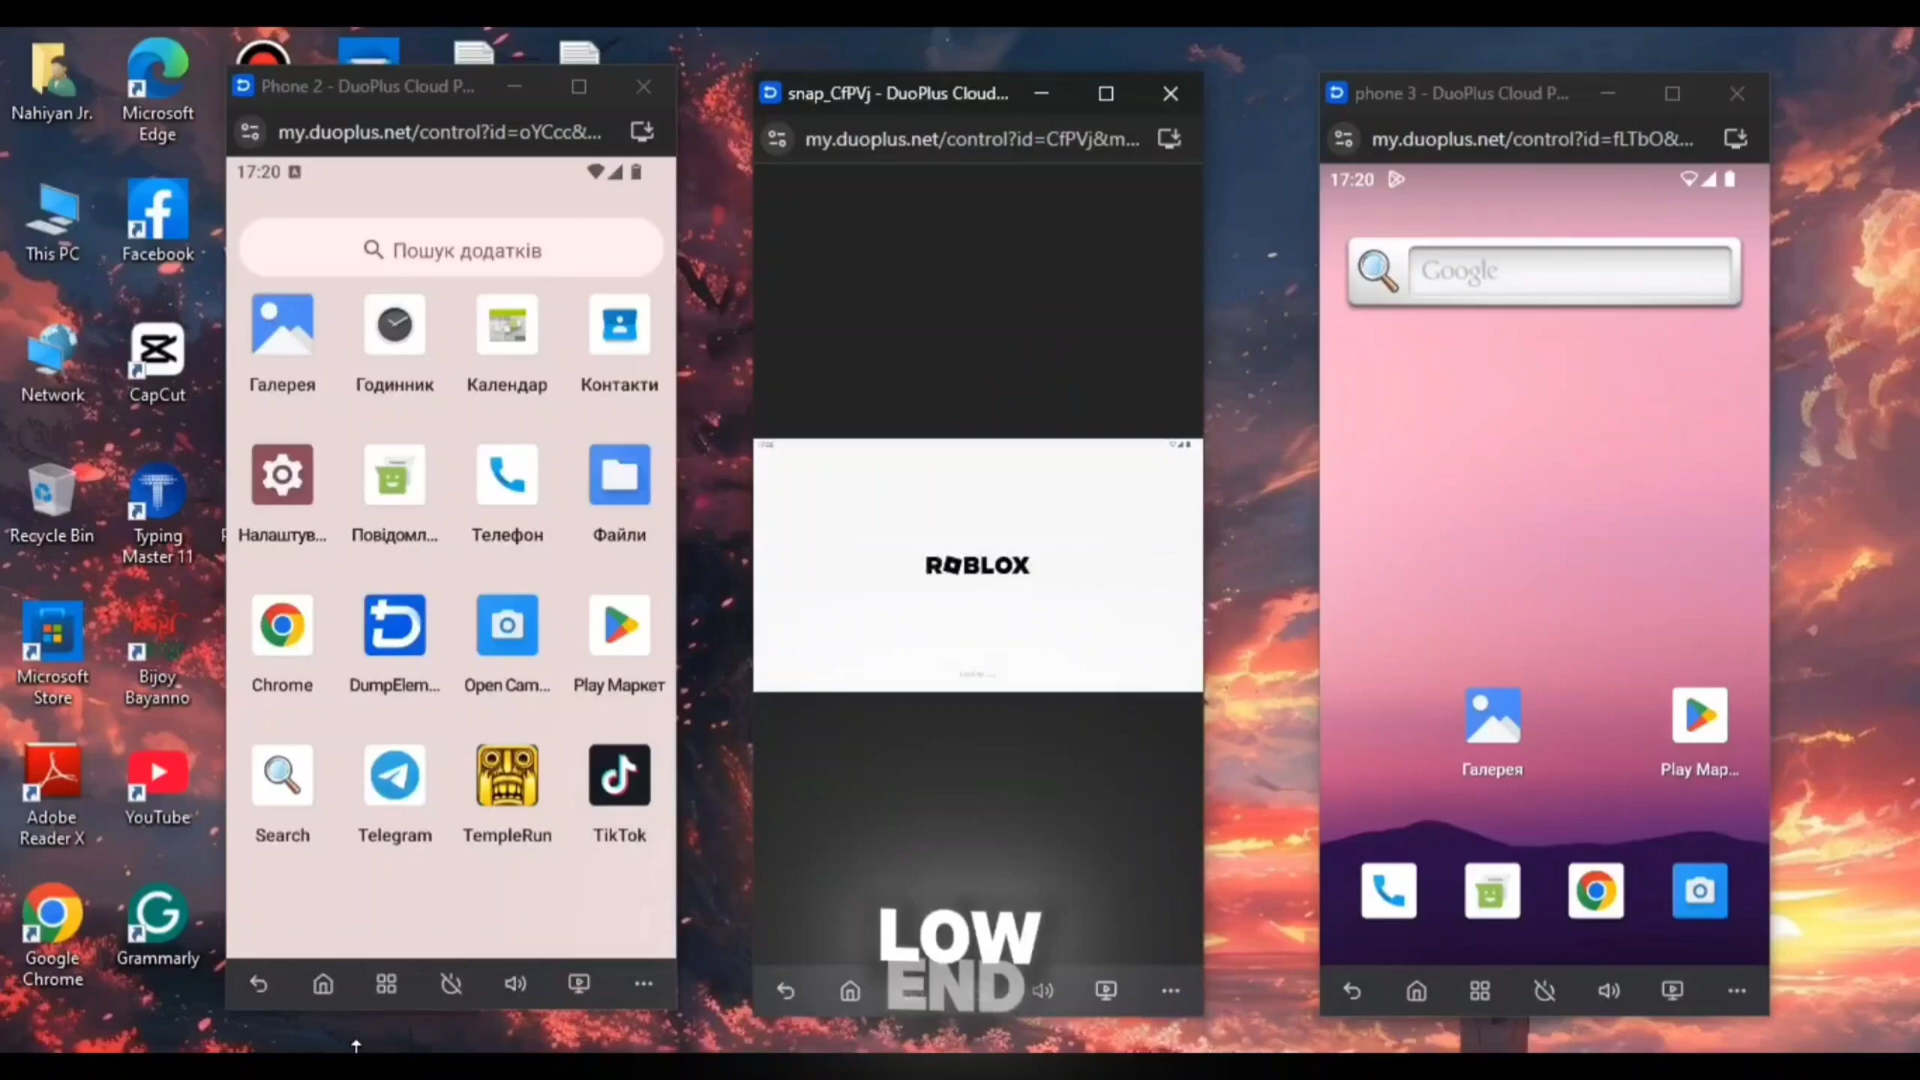 Nahiyan Jr.
Microsoft
Edge
This PC
Facebook
Network
CapCut
Recycle Bin
Typing
Master 11
Microsoft
Store
Bijoy
Bayanno
Adobe
Reader X
YouTube
Google
Chrome
Grammarly
Phone 2 - DuoPlus Cloud P...
my.duoplus.net/control?id=oYCcc&...
17:20
Пошук додатків
Галерея
Годинник
Календар
Контакти
Налаштув...
Повідомл...
Телефон
Файли
Chrome
DumpElem...
Open Cam...
Play Маркет
Search
Telegram
TempleRun
TikTok
snap_CfPVj - DuoPlus Cloud...
my.duoplus.net/control?id=CfPVj&m...
ROBLOX
LOW
END
phone 3 - DuoPlus Cloud P...
my.duoplus.net/control?id=fLTbO&...
17:20
Google
Галерея
Play Мар...